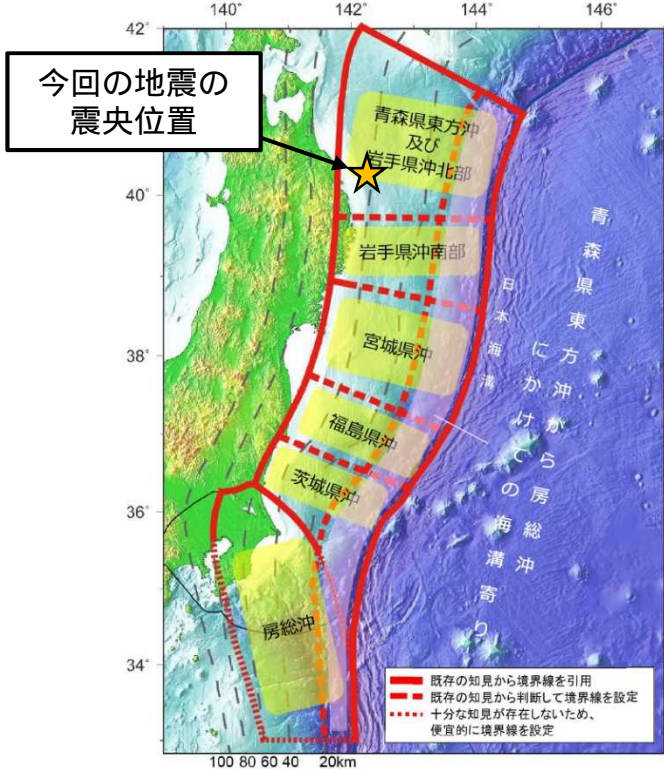 140° 142° 144° 146°
42°
今回の地震の
震央位置
青森県東方沖
及び
岩手県沖北部
40°
岩手県沖南部
38°
宮城県沖
福島県沖
茨城県沖
36°
房総沖
34°
日本海溝
青森県東方沖から房総沖
にかけての海溝寄り
既存の知見から境界線を引用
既存の知見から判断して境界線を設定
十分な知見が存在しないため、
便宜的に境界線を設定
100 80 60 40 20km